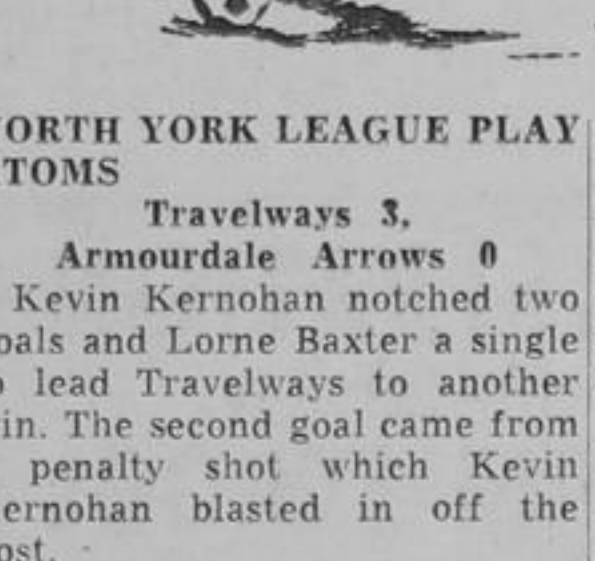 ORTH YORK LEAGUE PLAY
TOMS
Travelways 3,
Armourdale Arrows 0
Kevin Kernohan notched two
oals and Lorne Baxter a single
o lead Travelways to another
in. The second goal came from
penalty shot which Kevin
ernohan blasted in off the
ost.